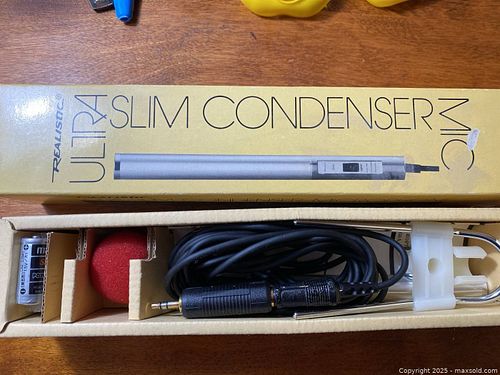 REALISTIC®
ULTRA SLIM CONDENSER MIC
Copyright © 2025 - maxsold.com